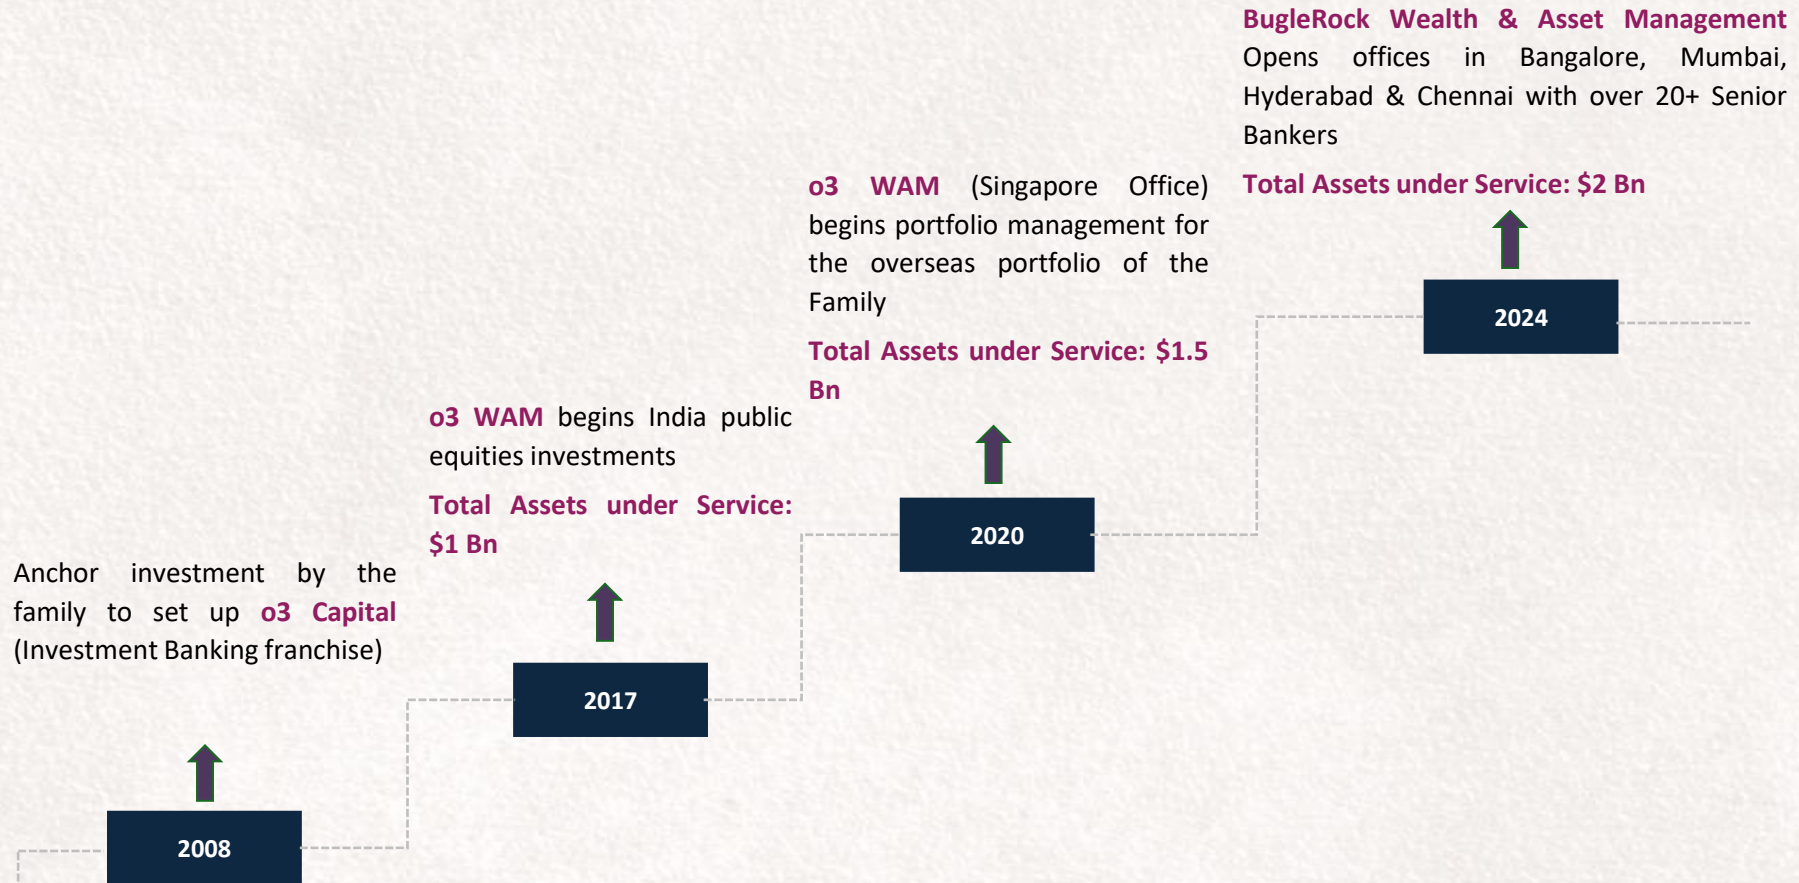 Anchor investment by the
family to set up o3 Capital
(Investment Banking franchise)
2008
o3 WAM begins India public
equities investments
Total Assets under Service:
$1 Bn
2017
o3 WAM (Singapore Office)
begins portfolio management for
the overseas portfolio of the
Family
Total Assets under Service: $1.5
Bn
2020
BugleRock Wealth & Asset Management
Opens offices in Bangalore, Mumbai,
Hyderabad & Chennai with over 20+ Senior
Bankers
Total Assets under Service: $2 Bn
2024